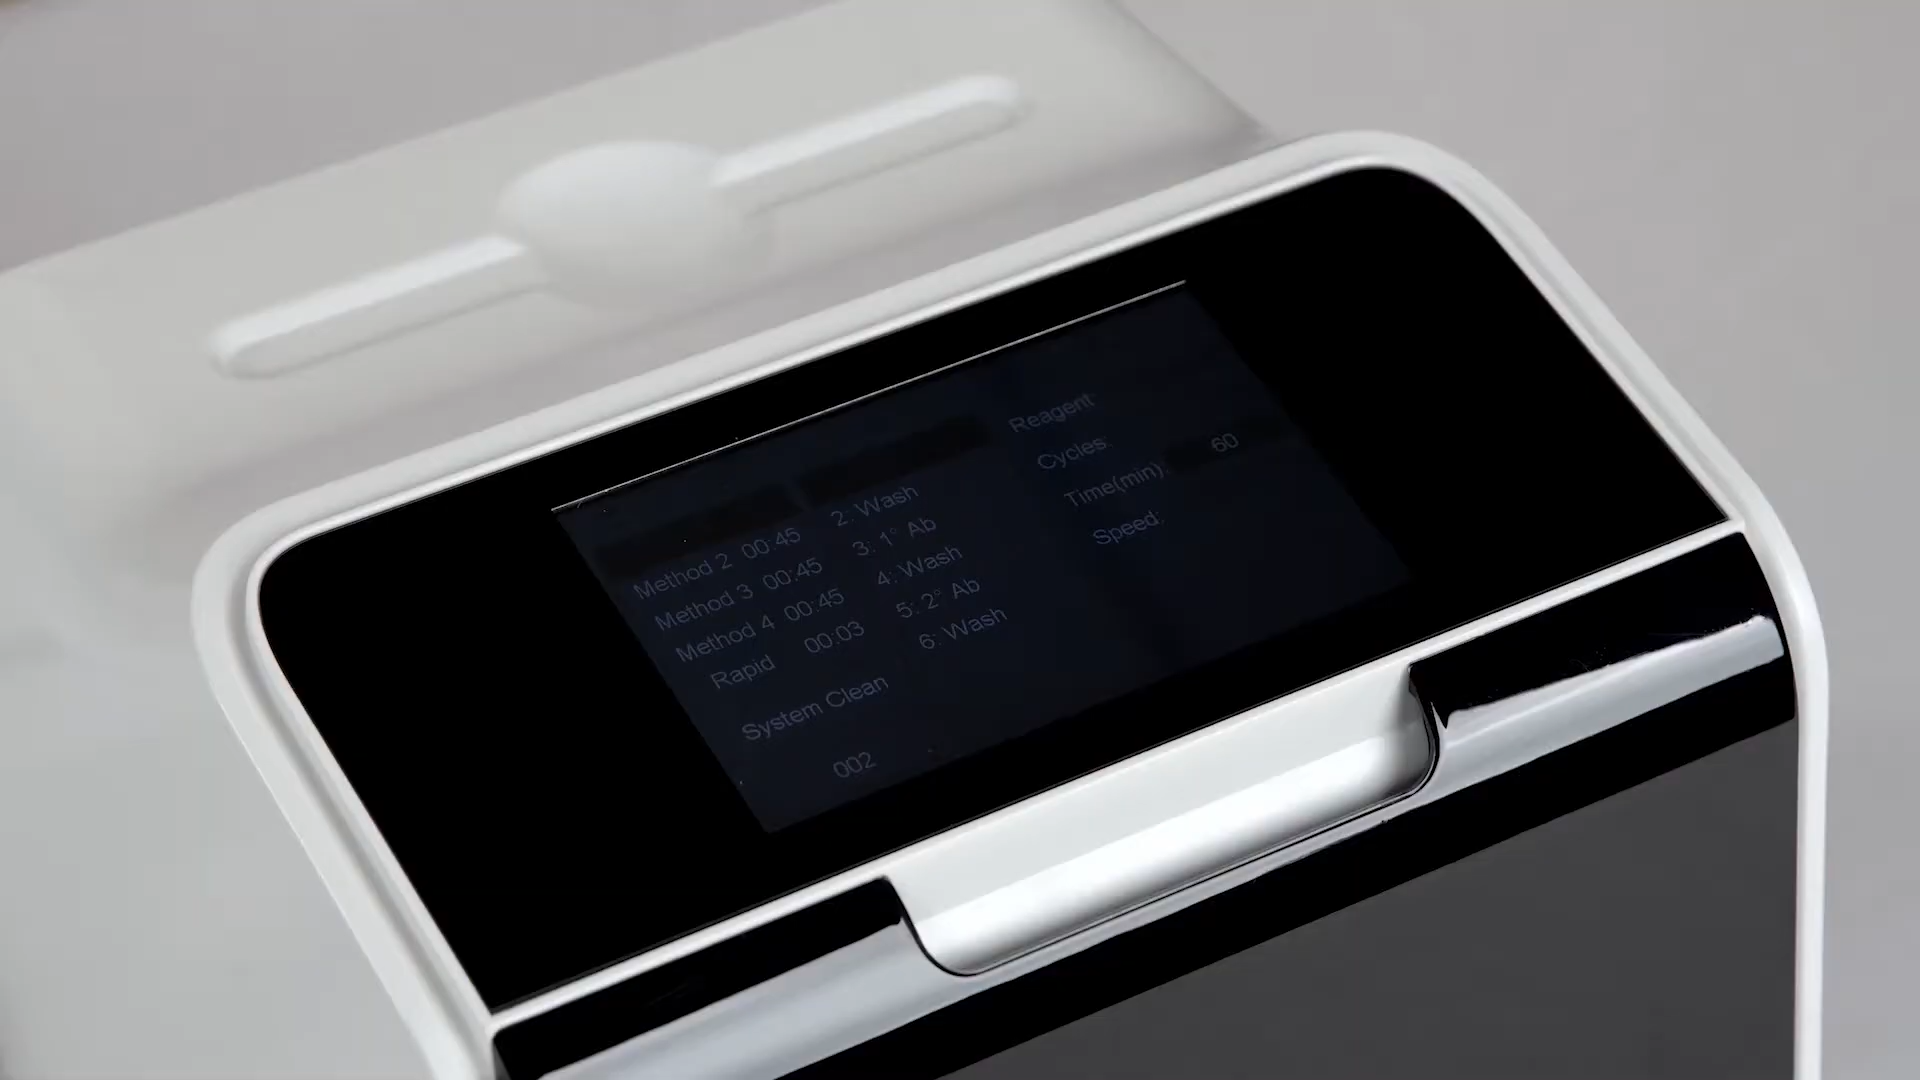 Method 2 00:45
Method 3 00:45
Method 4 00:45
Rapid 00:03
System Clean
002
2: Wash
3: 1° Ab
4: Wash
5: 2° Ab
6: Wash
Reagent:
Cycles:
Time(min): 60
Speed: